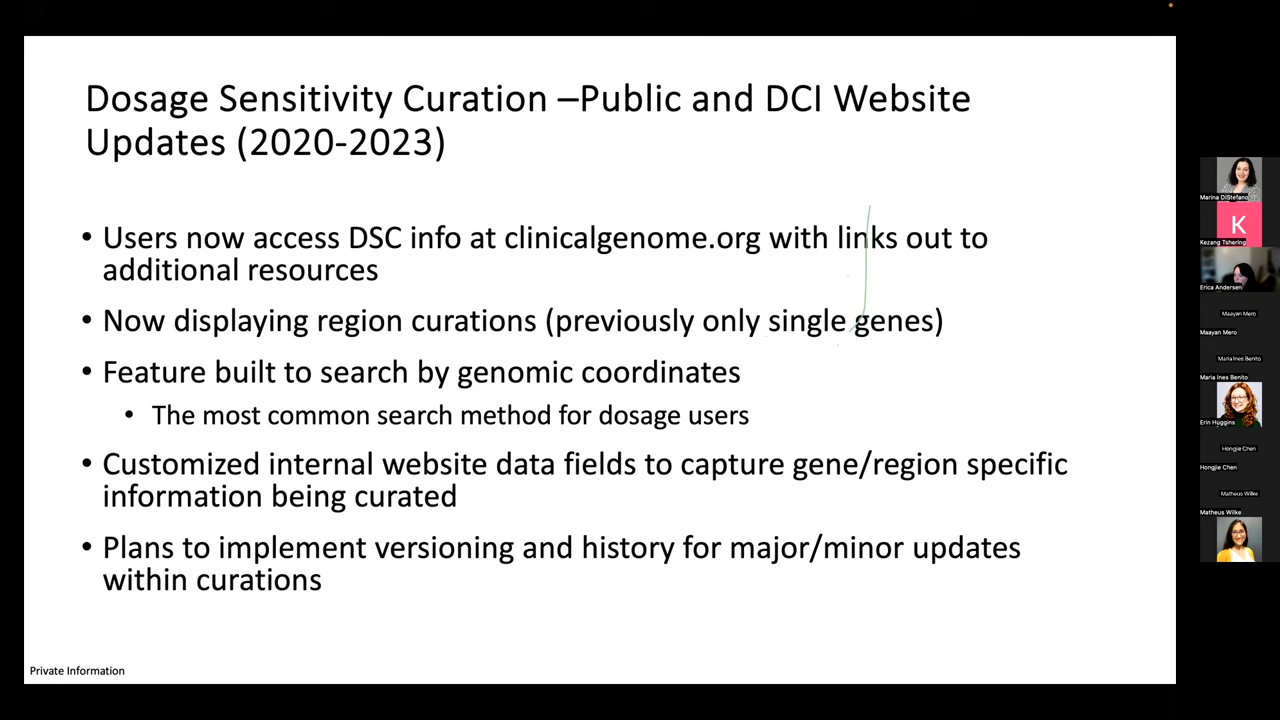 Dosage Sensitivity Curation –Public and DCI Website
Updates (2020-2023)
• Users now access DSC info at clinicalgenome.org with links out to
additional resources
• Now displaying region curations (previously only single genes)
• Feature built to search by genomic coordinates
• The most common search method for dosage users
• Customized internal website data fields to capture gene/region specific
information being curated
• Plans to implement versioning and history for major/minor updates
within curations
Private Information
Marina DiStefano
K
Kezang Tshering
Erica Andersen
Maayan Mero
Maayan Mero
Maria Ines Benito
Maria Ines Benito
Erin Huggins
Hongjie Chen
Hongjie Chen
Matheus Wilke
Matheus Wilke